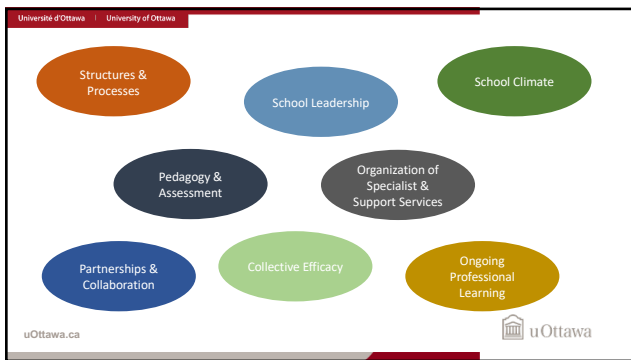 Université d'Ottawa | University of Ottawa
Structures &
Processes
School Leadership
School Climate
Pedagogy &
Assessment
Organization of
Specialist &
Support Services
Partnerships &
Collaboration
Collective Efficacy
Ongoing
Professional
Learning
uOttawa.ca
uOttawa